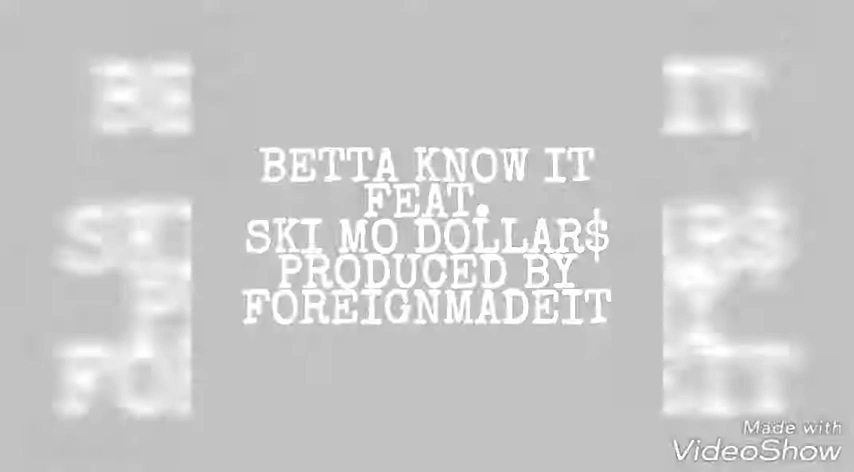 BETTA KNOW IT
FEAT.
SKI MO DOLLAR$
PRODUCED BY
FOREIGNMADEIT
Made with
VideoShow